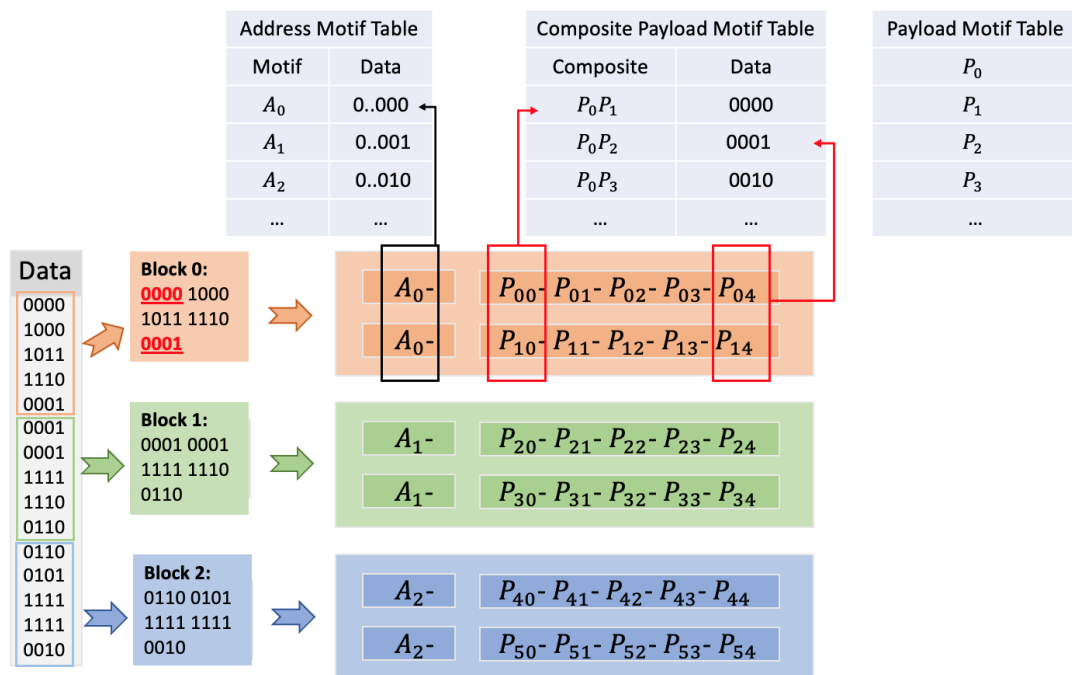 Address Motif Table
Motif Data
A₀ 0..000
A₁ 0..001
A₂ 0..010
... ...
Composite Payload Motif Table
Composite Data
P₀P₁ 0000
P₀P₂ 0001
P₀P₃ 0010
... ...
Payload Motif Table
P₀
P₁
P₂
P₃
...
Data
0000
1000
1011
1110
0001
0001
0001
1111
1110
0110
0110
0101
1111
1111
0010
Block 0:
0000 1000
1011 1110
0001
A₀- P₀₀- P₀₁- P₀₂- P₀₃- P₀₄
A₀- P₁₀- P₁₁- P₁₂- P₁₃- P₁₄
Block 1:
0001 0001
1111 1110
0110
A₁- P₂₀- P₂₁- P₂₂- P₂₃- P₂₄
A₁- P₃₀- P₃₁- P₃₂- P₃₃- P₃₄
Block 2:
0110 0101
1111 1111
0010
A₂- P₄₀- P₄₁- P₄₂- P₄₃- P₄₄
A₂- P₅₀- P₅₁- P₅₂- P₅₃- P₅₄